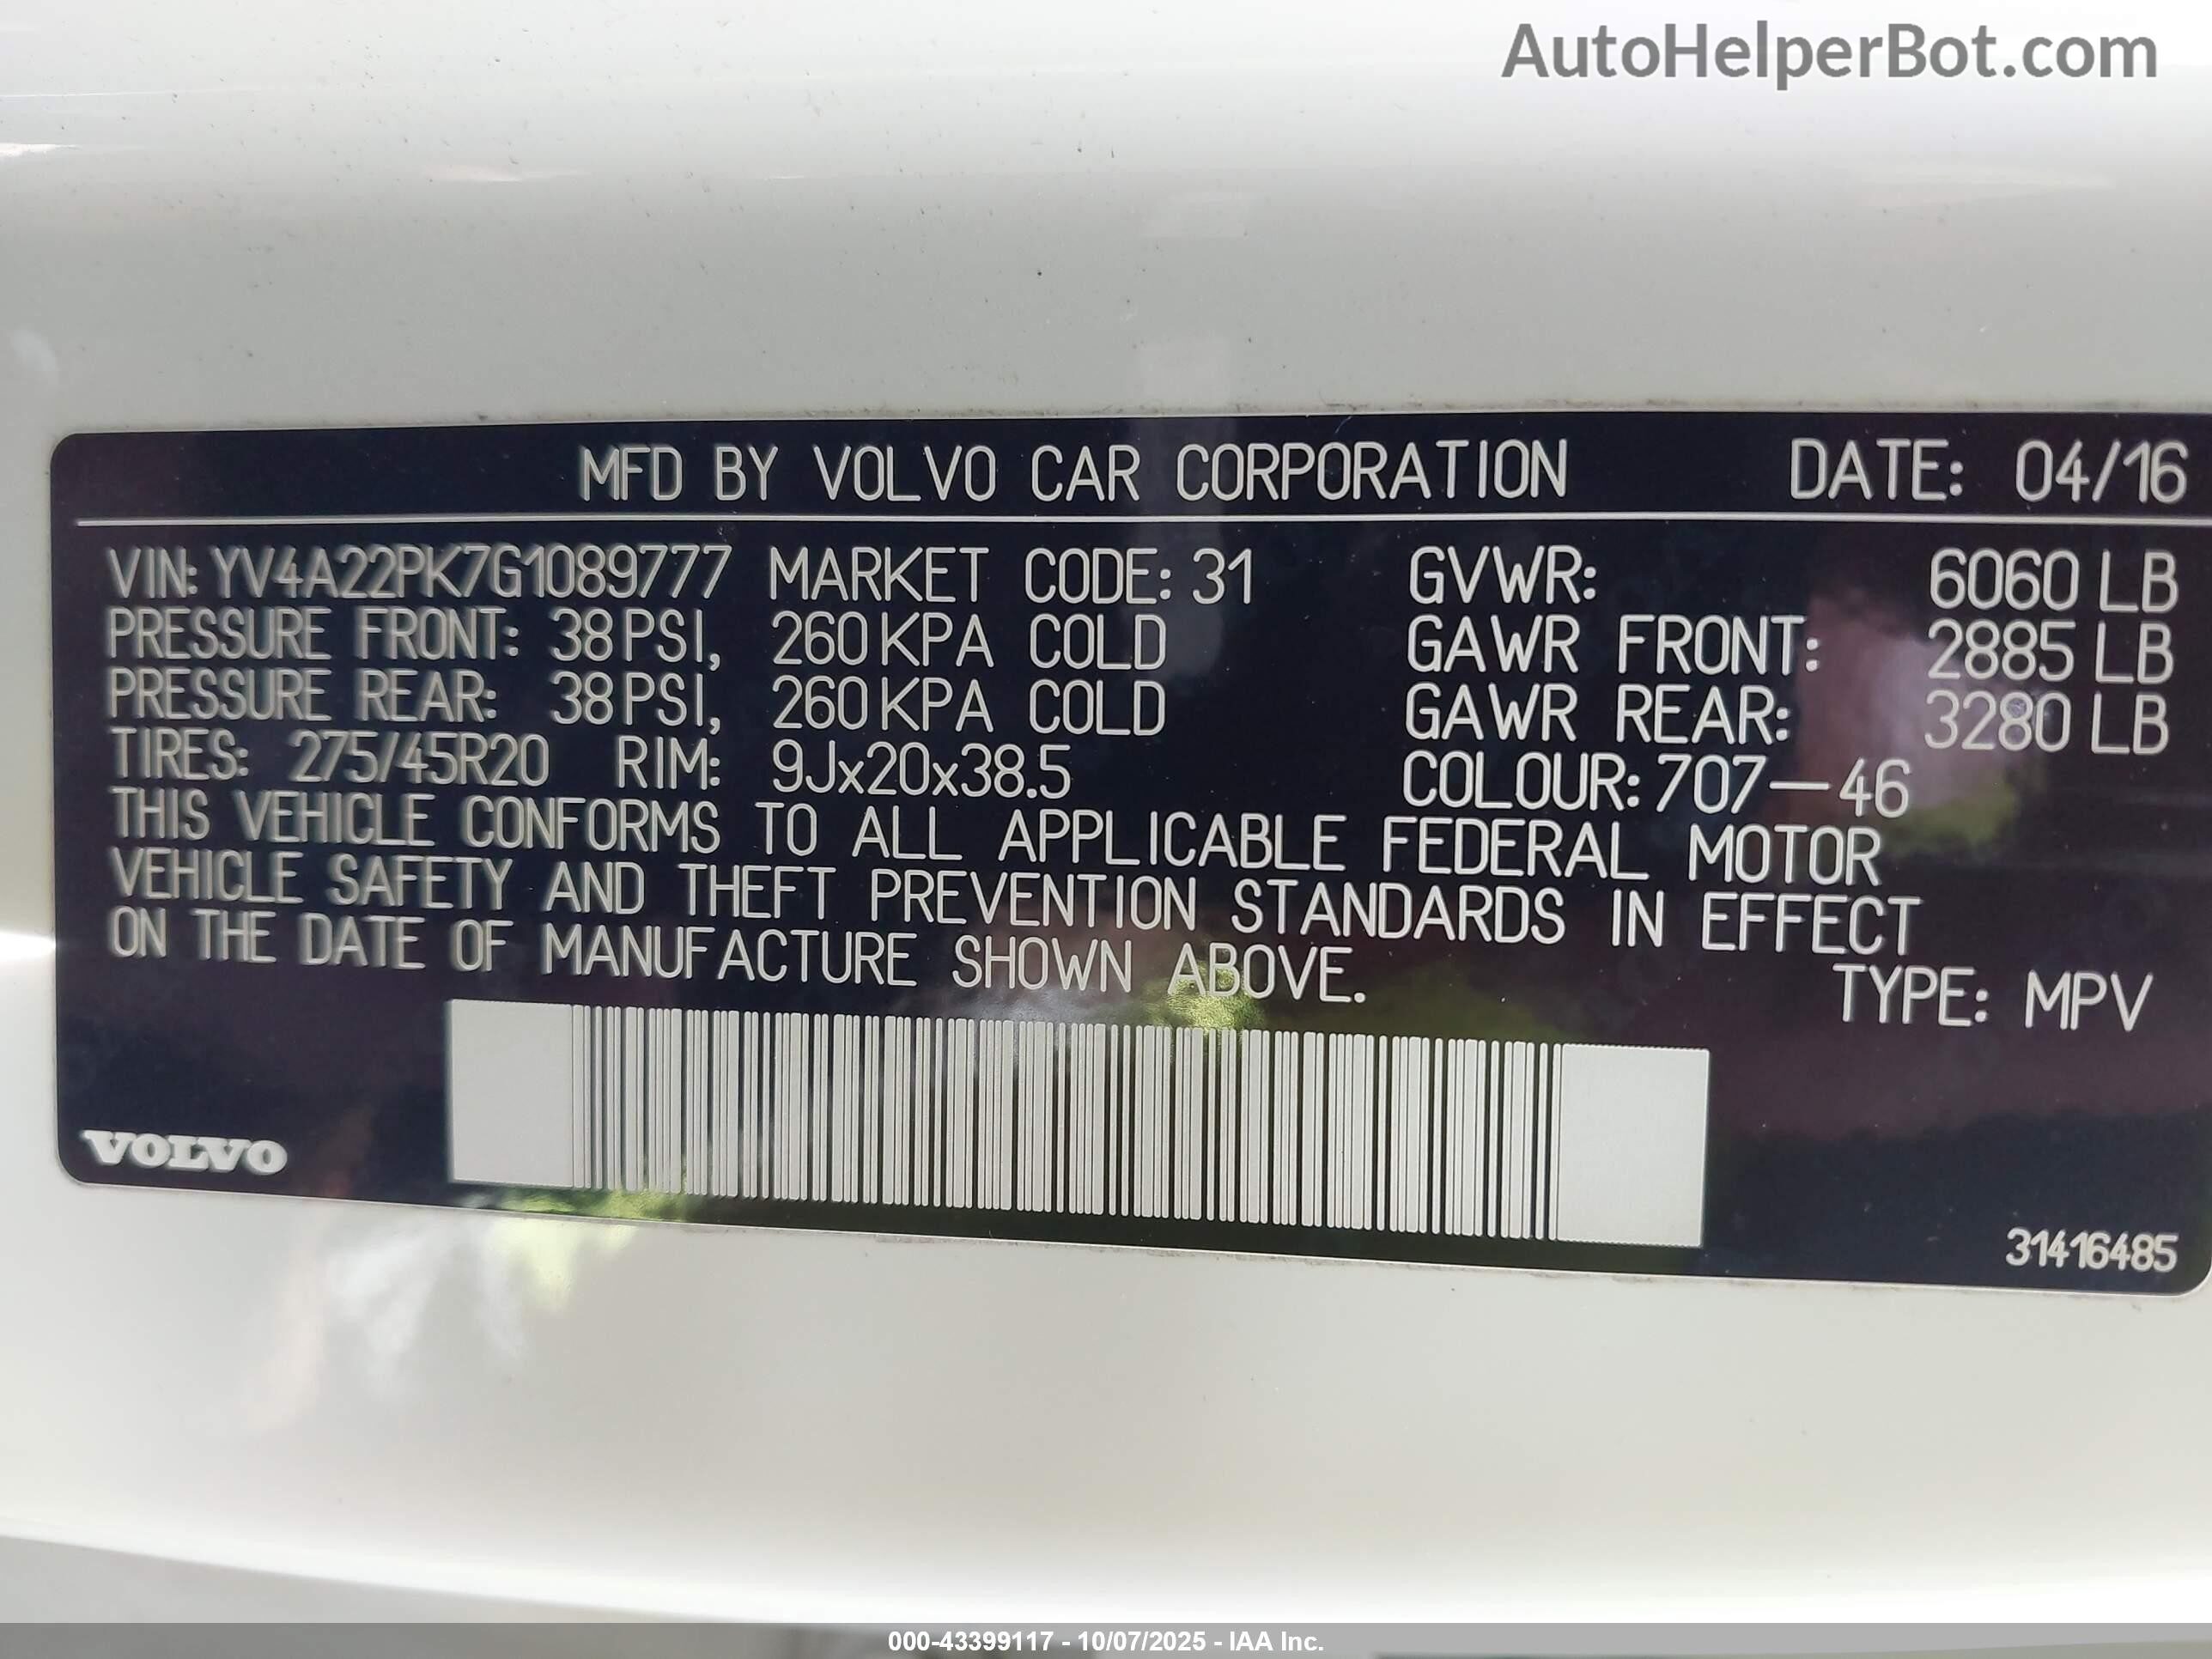 AutoHelperBot.com
MFD BY VOLVO CAR CORPORATION DATE: 04/16
VIN: YV4A22PK7G1089777 MARKET CODE: 31 GVWR: 6060 LB
PRESSURE FRONT: 38 PSI, 260 KPA COLD GAWR FRONT: 2885 LB
PRESSURE REAR: 38 PSI, 260 KPA COLD GAWR REAR: 3280 LB
TIRES: 275/45R20 RIM: 9Jx20x38.5 COLOUR: 707-46
THIS VEHICLE CONFORMS TO ALL APPLICABLE FEDERAL MOTOR
VEHICLE SAFETY AND THEFT PREVENTION STANDARDS IN EFFECT
ON THE DATE OF MANUFACTURE SHOWN ABOVE. TYPE: MPV
VOLVO
31416485
000-43399117 - 10/07/2025 - IAA Inc.